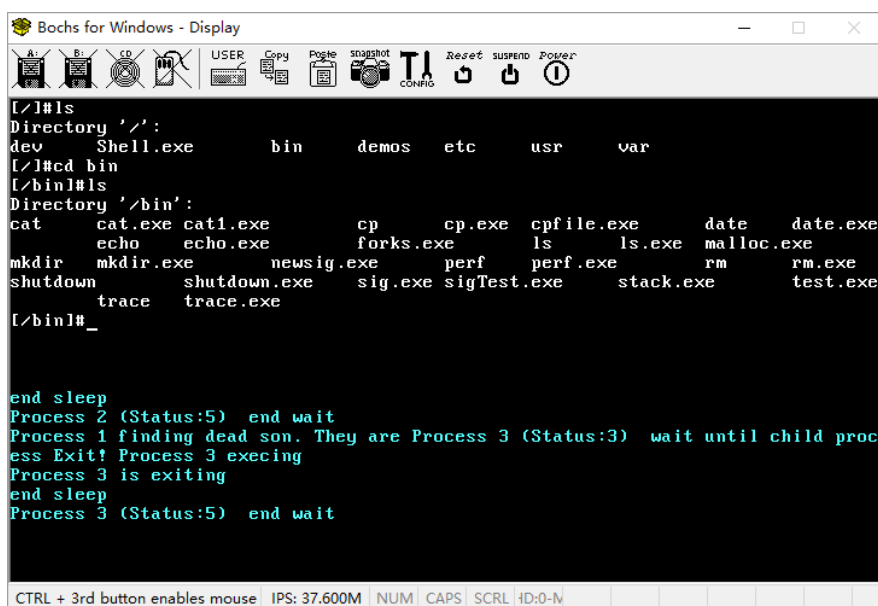 Bochs for Windows - Display
A: B: CD USER Copy Paste snapshot CONFIG Reset SUSPEND Power
[/]#ls
Directory '/':
dev Shell.exe bin demos etc usr var
[/]#cd bin
[/bin]#ls
Directory '/bin':
cat cat.exe cat1.exe cp cp.exe cpfile.exe date date.exe
echo echo.exe forks.exe ls ls.exe malloc.exe
mkdir mkdir.exe newsig.exe perf perf.exe rm rm.exe
shutdown shutdown.exe sig.exe sigTest.exe stack.exe test.exe
trace trace.exe
[/bin]#_
end sleep
Process 2 (Status:5) end wait
Process 1 finding dead son. They are Process 3 (Status:3) wait until child proc
ess Exit! Process 3 execing
Process 3 is exiting
end sleep
Process 3 (Status:5) end wait
CTRL + 3rd button enables mouse IPS: 37.600M NUM CAPS SCRL